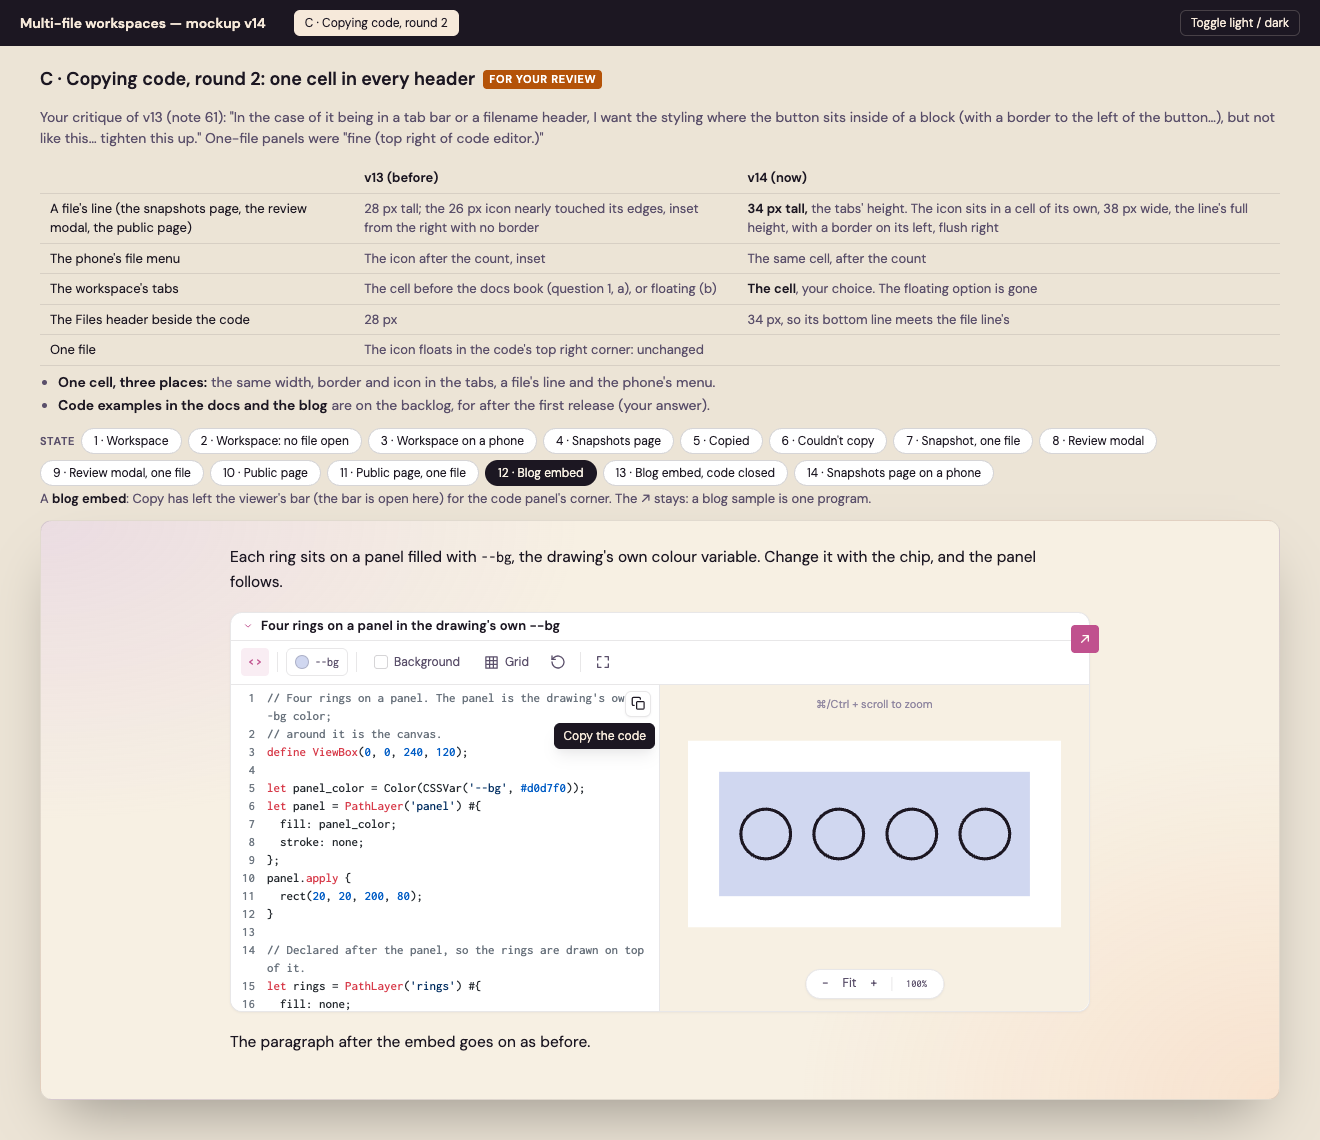 Multi-file workspaces — mockup v14
C · Copying code, round 2
Toggle light / dark
C · Copying code, round 2: one cell in every header
FOR YOUR REVIEW
Your critique of v13 (note 61): "In the case of it being in a tab bar or a filename header, I want the styling where the button sits inside of a block (with a border to the left of the button...), but not
like this... tighten this up." One-file panels were "fine (top right of code editor.)"
v13 (before)
v14 (now)
A file's line (the snapshots page, the review
modal, the public page)
28 px tall; the 26 px icon nearly touched its edges, inset
from the right with no border
34 px tall, the tabs' height. The icon sits in a cell of its own, 38 px wide, the line's full
height, with a border on its left, flush right
The phone's file menu
The icon after the count, inset
The same cell, after the count
The workspace's tabs
The cell before the docs book (question 1, a), or floating (b)
The cell, your choice. The floating option is gone
The Files header beside the code
28 px
34 px, so its bottom line meets the file line's
One file
The icon floats in the code's top right corner: unchanged
• One cell, three places: the same width, border and icon in the tabs, a file's line and the phone's menu.
• Code examples in the docs and the blog are on the backlog, for after the first release (your answer).
STATE
1 · Workspace
2 · Workspace: no file open
3 · Workspace on a phone
4 · Snapshots page
5 · Copied
6 · Couldn't copy
7 · Snapshot, one file
8 · Review modal
9 · Review modal, one file
10 · Public page
11 · Public page, one file
12 · Blog embed
13 · Blog embed, code closed
14 · Snapshots page on a phone
A blog embed: Copy has left the viewer's bar (the bar is open here) for the code panel's corner. The ↗ stays: a blog sample is one program.
Each ring sits on a panel filled with --bg, the drawing's own colour variable. Change it with the chip, and the panel
follows.
Four rings on a panel in the drawing's own --bg
--bg
Background
Grid
1 // Four rings on a panel. The panel is the drawing's ow
-bg color;
2 // around it is the canvas.
3 define ViewBox(0, 0, 240, 120);
4
5 let panel_color = Color(CSSVar('--bg', #d0d7f0));
6 let panel = PathLayer('panel') #{
7 fill: panel_color;
8 stroke: none;
9 };
10 panel.apply {
11 rect(20, 20, 200, 80);
12 }
13
14 // Declared after the panel, so the rings are drawn on top
of it.
15 let rings = PathLayer('rings') #{
16 fill: none;
Copy the code
⌘/Ctrl + scroll to zoom
− Fit + 100%
The paragraph after the embed goes on as before.